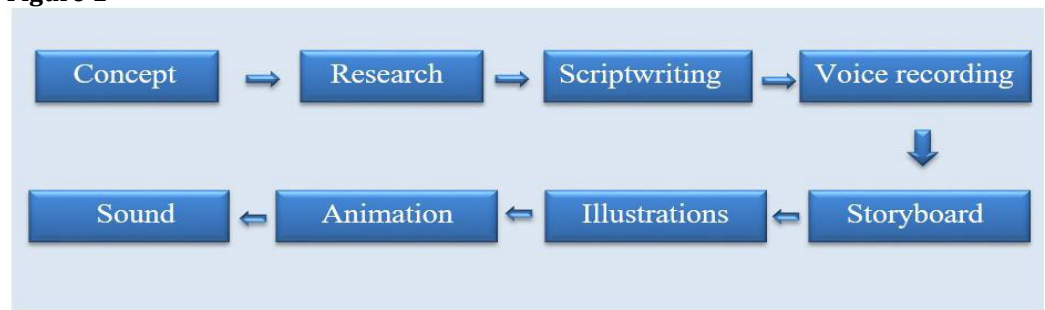 Concept
Research
Scriptwriting
Voice recording
Storyboard
Illustrations
Animation
Sound